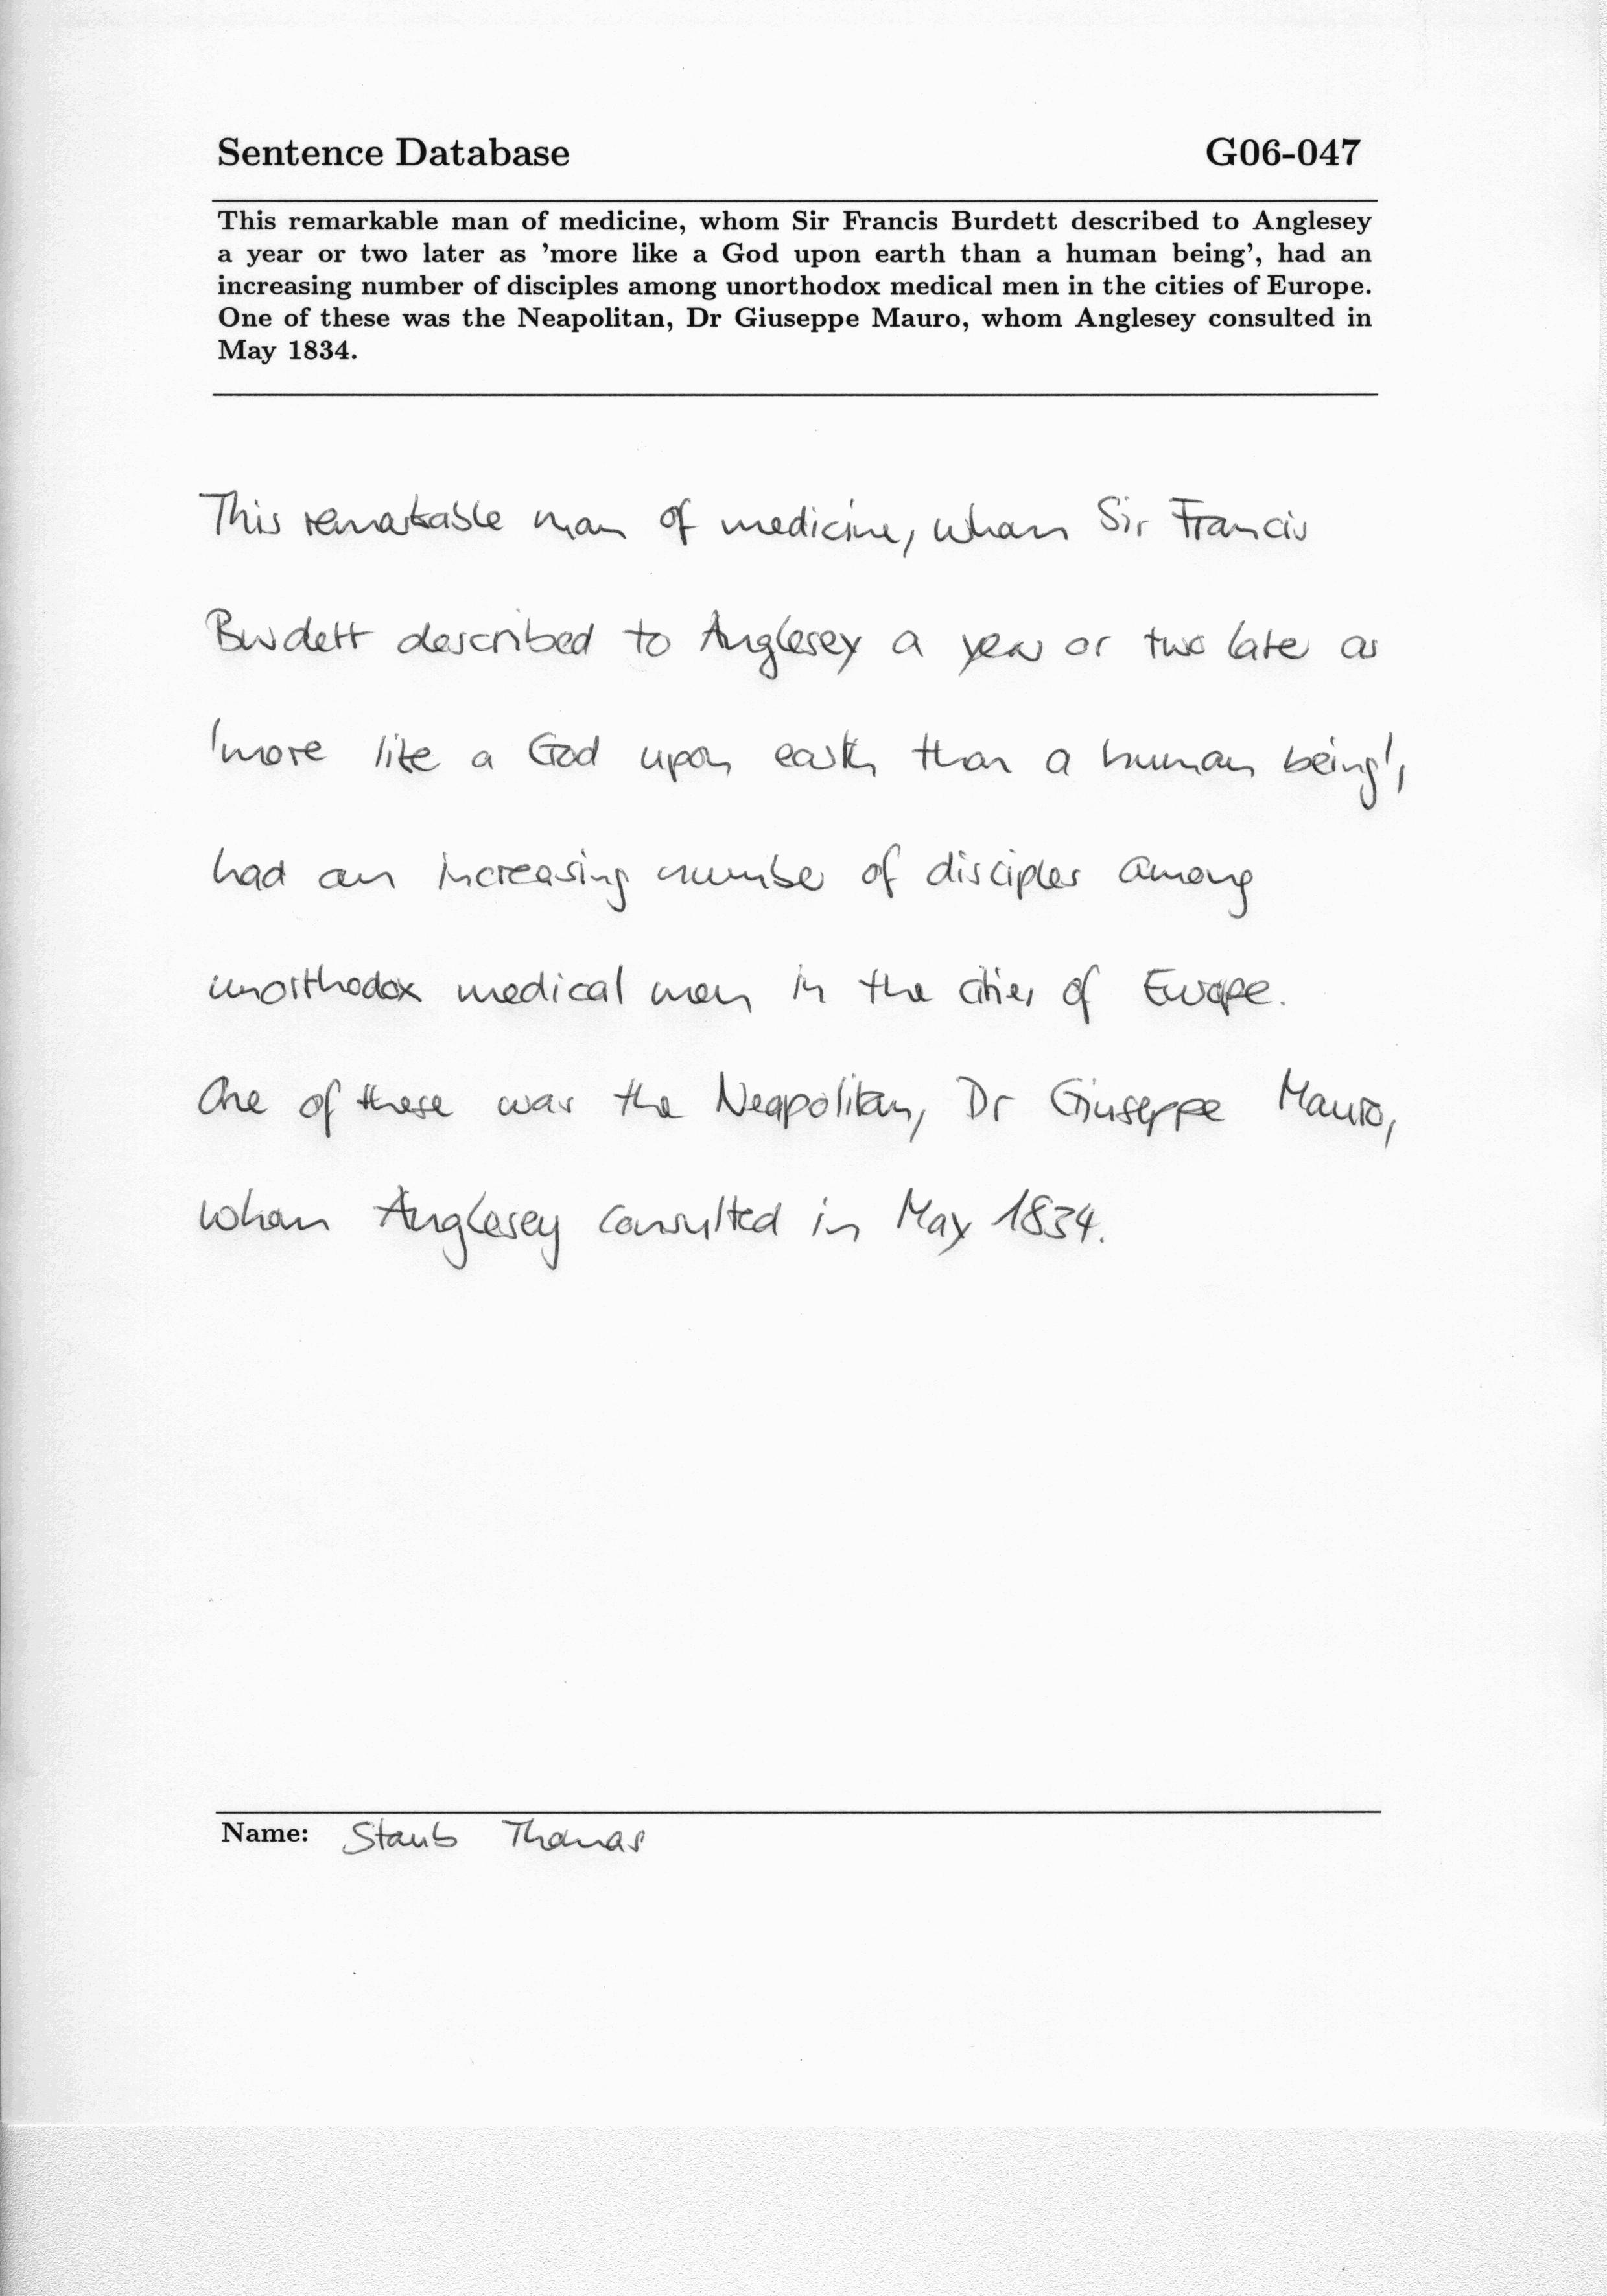 Sentence Database G06-047
This remarkable man of medicine, whom Sir Francis Burdett described to Anglesey
a year or two later as 'more like a God upon earth than a human being', had an
increasing number of disciples among unorthodox medical men in the cities of Europe.
One of these was the Neapolitan, Dr Giuseppe Mauro, whom Anglesey consulted in
May 1834.
This remarkable man of medicine, whom Sir Francis
Burdett described to Anglesey a year or two later as
'more like a God upon earth than a human being',
had an increasing number of disciples among
unorthodox medical men in the cities of Europe.
One of these was the Neapolitan, Dr Giuseppe Mauro,
whom Anglesey consulted in May 1834.
Name: Staub Thomas